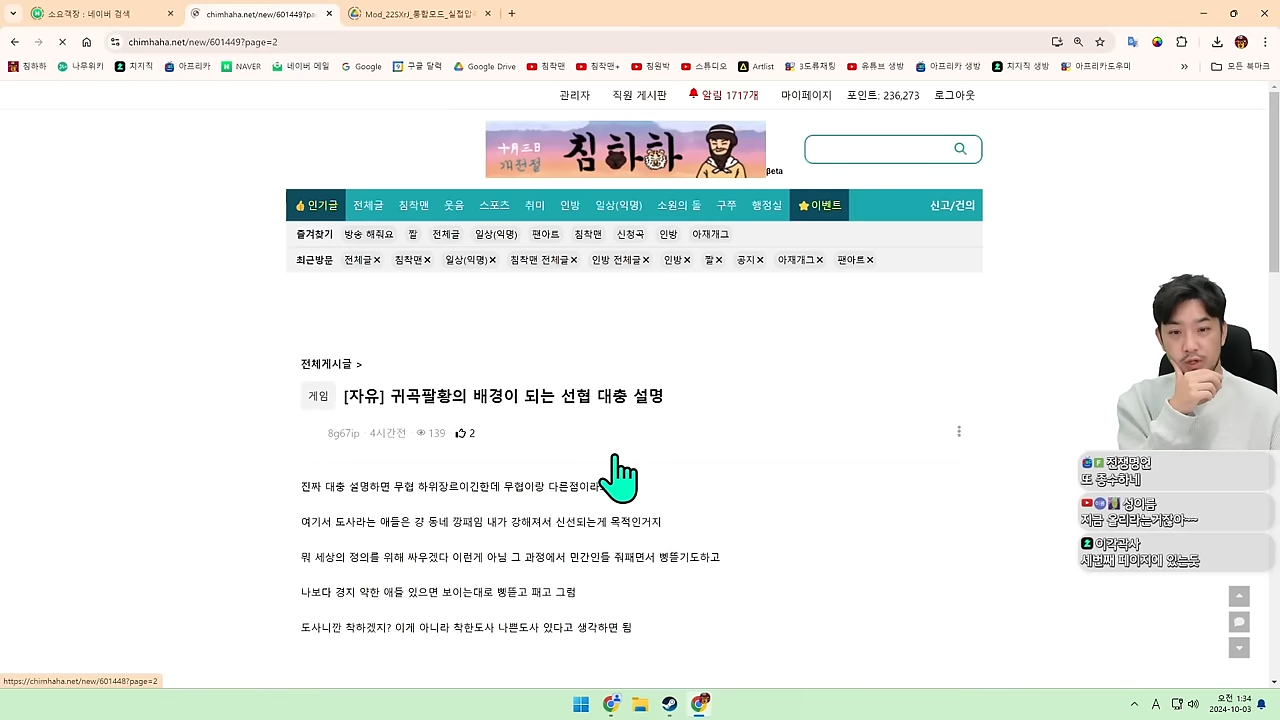 소요객장 : 네이버 검색
chimhaha.net/new/601449?pa
Mod_22SXrJ_통합모드_실접압
chimhaha.net/new/601449?page=2
침하하
나무위키
치지직
아프리카
NAVER
네이버 메일
Google
구글 달력
Google Drive
침착맨
침착맨+
침원박
스튜디오
Artlist
3도류채팅
유튜브 생방
아프리카 생방
치지직 생방
아프리카도우미
모든 북마크
관리자
직원 게시판
알림 1717개
마이페이지
포인트: 236,273
로그아웃
十月三日
개천절
침하하
βeta
인기글
전체글
침착맨
웃음
스포츠
취미
인방
일상(익명)
소원의 돌
구쭈
행정실
이벤트
신고/건의
즐겨찾기
방송 해줘요
짤
전체글
일상(익명)
팬아트
침착맨
신청곡
인방
아재개그
최근방문
전체글✕
침착맨✕
일상(익명)✕
침착맨 전체글✕
인방 전체글✕
인방✕
짤✕
공지✕
아재개그✕
팬아트✕
전체게시글 >
게임
[자유] 귀곡팔황의 배경이 되는 선협 대충 설명
8g67ip · 4시간전 · 139 2
진짜 대충 설명하면 무협 하위장르이긴한데 무협이랑 다른점이라
여기서 도사라는 애들은 걍 동네 깡패임 내가 강해져서 신선되는게 목적인거지
뭐 세상의 정의를 위해 싸우겠다 이런게 아님 그 과정에서 민간인들 줘패면서 삥뜯기도하고
나보다 경지 약한 애들 있으면 보이는대로 삥뜯고 패고 그럼
도사니깐 착하겠지? 이게 아니라 착한도사 나쁜도사 있다고 생각하면 됨
전쟁명언
또 종수하네
성이름
지금 올리라는거잖아~~
이각곽사
세번째 페이지에 있는듯
https://chimhaha.net/new/601448?page=2
A
오전 1:34
2024-10-03